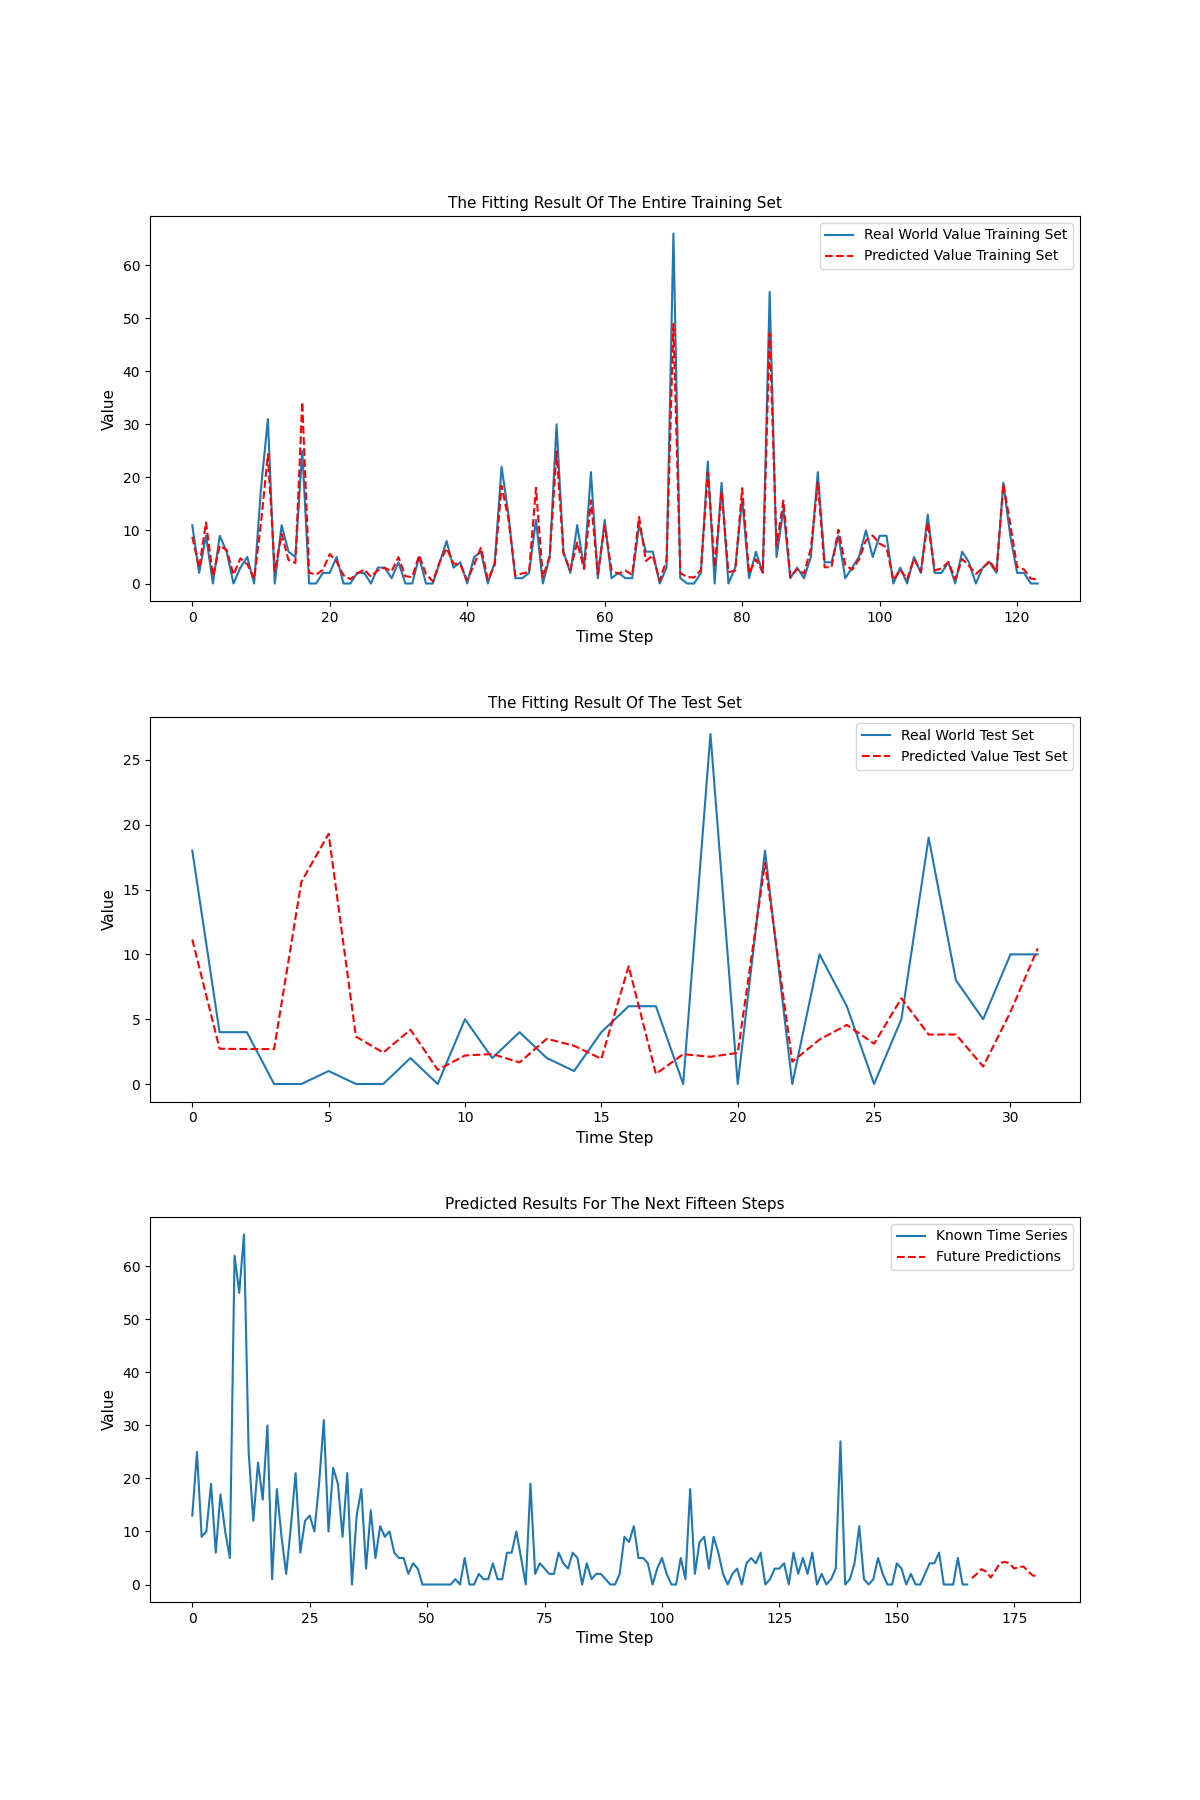 The Fitting Result Of The Entire Training Set
Real World Value Training Set
Predicted Value Training Set
Value
60
50
40
30
20
10
0
0 20 40 60 80 100 120
Time Step
The Fitting Result Of The Test Set
Real World Test Set
Predicted Value Test Set
Value
25
20
15
10
5
0
0 5 10 15 20 25 30
Time Step
Predicted Results For The Next Fifteen Steps
Known Time Series
Future Predictions
Value
60
50
40
30
20
10
0
0 25 50 75 100 125 150 175
Time Step